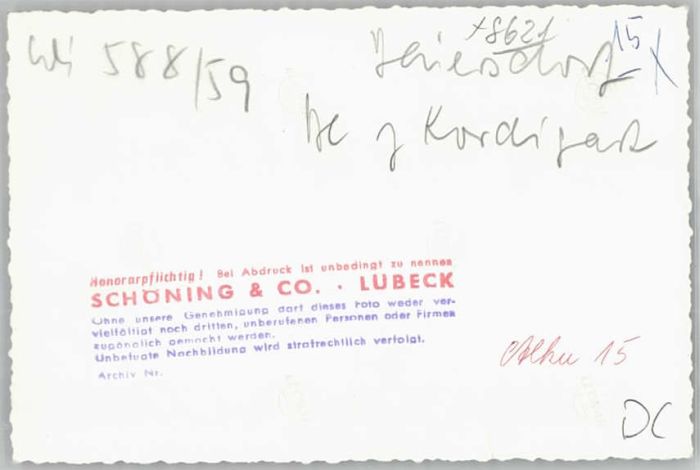 +8621
15
X
588/59
z Kordigast
Honorarpflichtig! Bei Abdruck ist unbedingt zu nennen
SCHÖNING & CO. · LÜBECK
Ohne unsere Genehmigung darf dieses Foto weder ver-
vielfältigt noch dritten, unberufenen Personen oder Firmen
zugänglich gemacht werden.
Unbefugte Nachbildung wird strafrechtlich verfolgt.
Archiv Nr.
15
DC